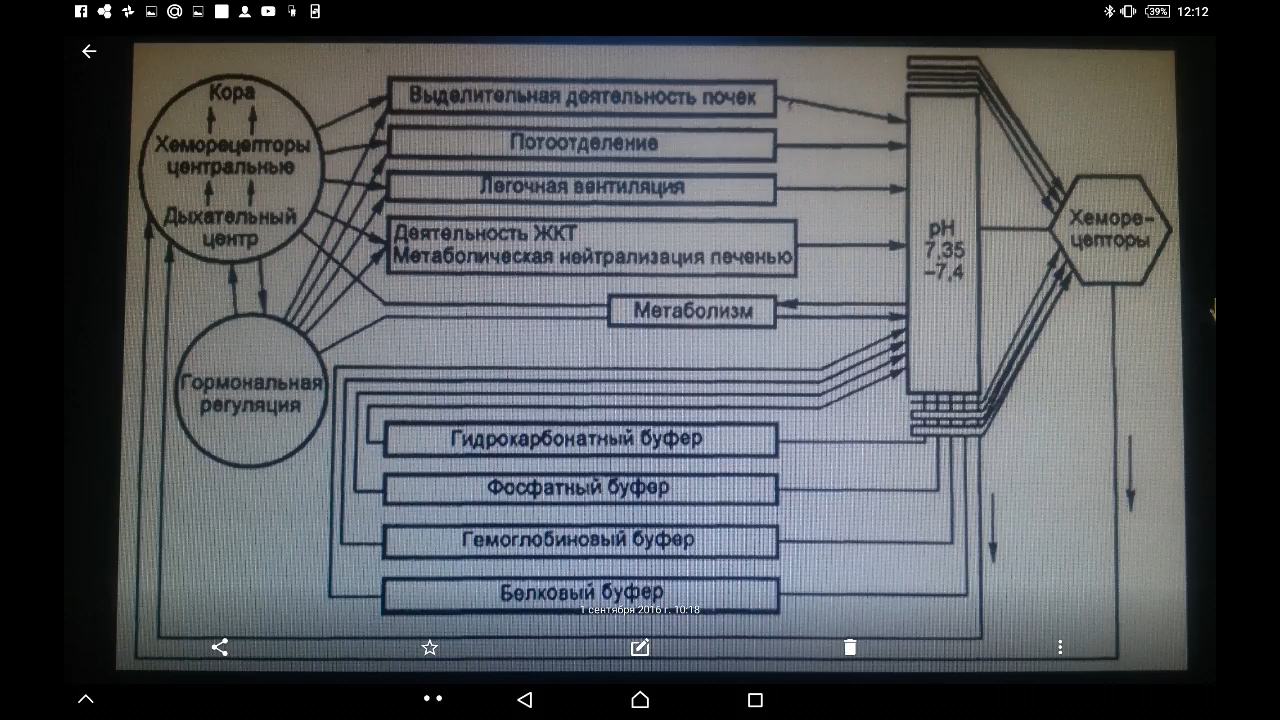 39%
12:12
Кора
Хеморецепторы
центральные
Дыхательный
центр
Гормональная
регуляция
Выделительная деятельность почек
Потоотделение
Легочная вентиляция
Деятельность ЖКТ
Метаболическая нейтрализация печенью
Метаболизм
Гидрокарбонатный буфер
Фосфатный буфер
Гемоглобиновый буфер
Белковый буфер
pH
7,35
–7,4
Хеморе-
цепторы
1 сентября 2016 г. 10:18